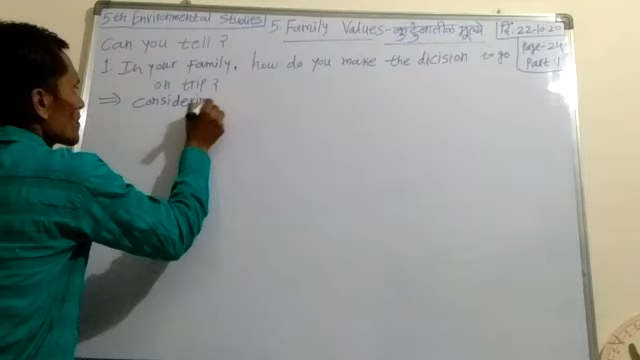 5th Environmental Studies 5. Family Values - कुटुंबातील मूल्ये दि. 22.10.20
Can you tell? Page-24
1. In your Family, how do you make the dicision to go Part-1
on trip?
⇒ Consideri